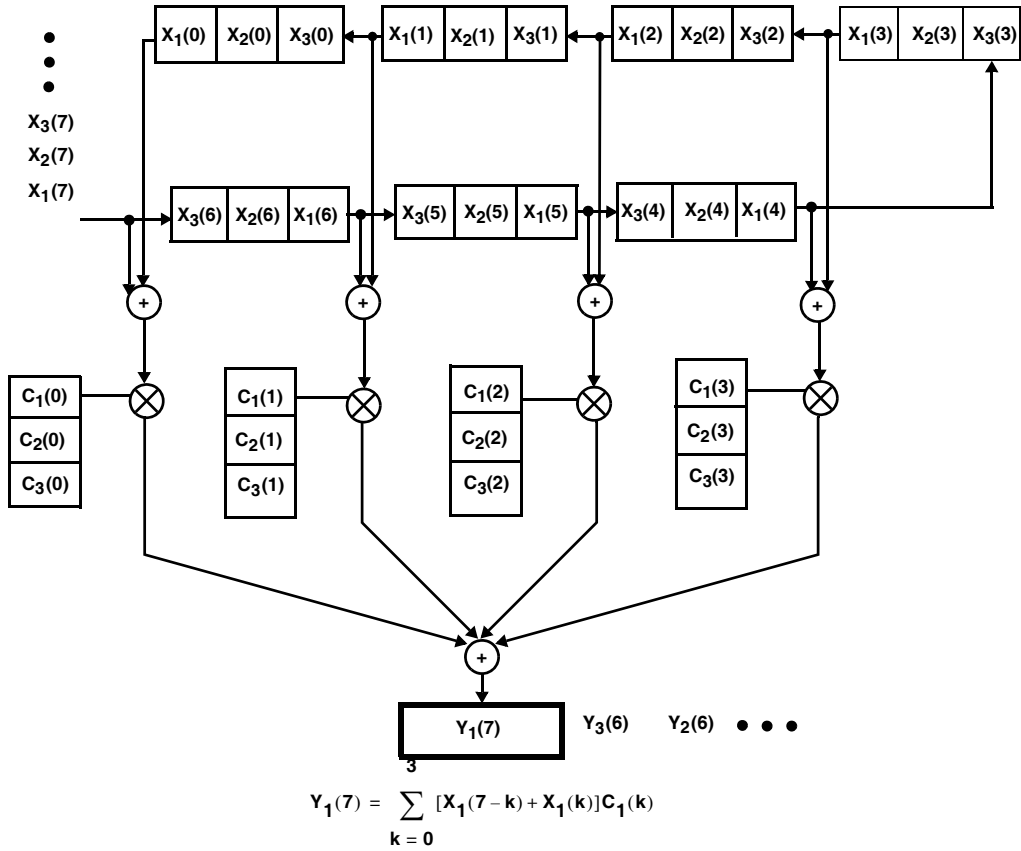 X1(0) X2(0) X3(0) X1(1) X2(1) X3(1) X1(2) X2(2) X3(2) X1(3) X2(3) X3(3)
X3(7)
X2(7)
X1(7)
X3(6) X2(6) X1(6) X3(5) X2(5) X1(5) X3(4) X2(4) X1(4)
+ + + +
C1(0) C1(1) C1(2) C1(3)
C2(0) C2(1) C2(2) C2(3)
C3(0) C3(1) C3(2) C3(3)
+
Y1(7) Y3(6) Y2(6) • • •
3
Y1(7) = ∑ [X1(7 – k) + X1(k)]C1(k)
k = 0